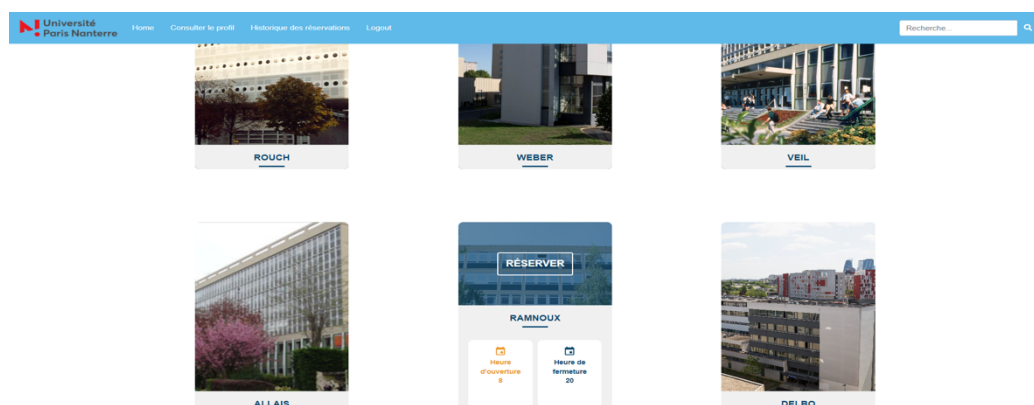 Université
Paris Nanterre
Home Consulter le profil Historique des réservations Logout
Recherche...
ROUCH
WEBER
VEIL
RÉSERVER
RAMNOUX
Heure
d'ouverture
8
Heure de
fermeture
20
ALLAIS
DELBO